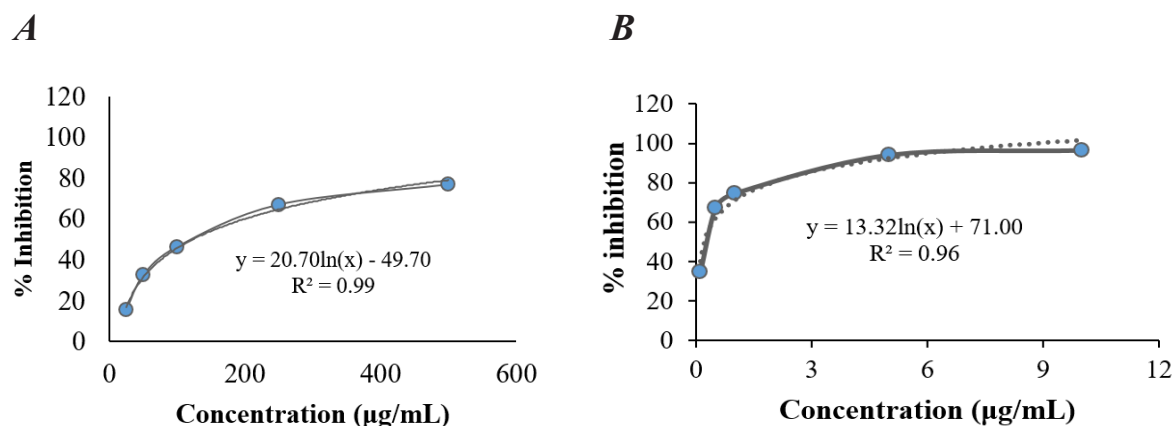 A
B
120
100
80
60
40
20
0
% Inhibition
y = 20.70ln(x) - 49.70
R² = 0.99
0 200 400 600
Concentration (µg/mL)
120
100
80
60
40
20
0
% inhibition
y = 13.32ln(x) + 71.00
R² = 0.96
0 3 6 9 12
Concentration (µg/mL)